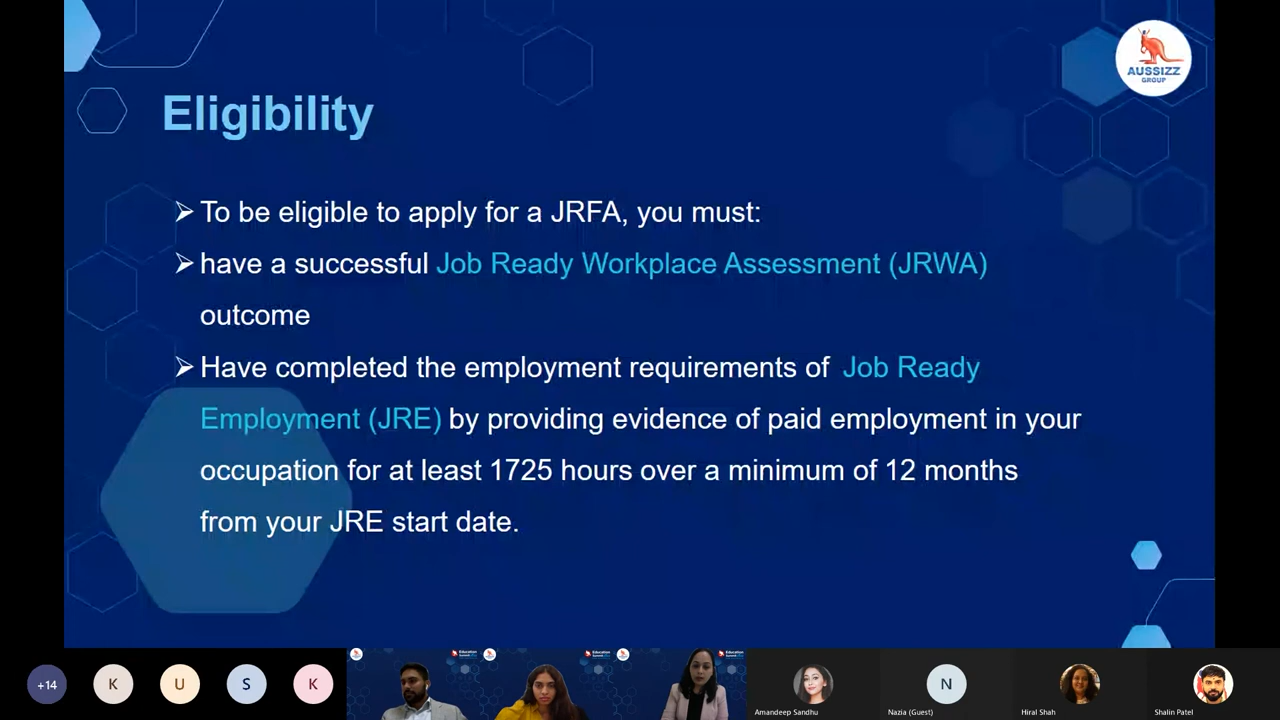 AUSSIZZ
GROUP
Eligibility
➢ To be eligible to apply for a JRFA, you must:
➢ have a successful Job Ready Workplace Assessment (JRWA)
outcome
➢ Have completed the employment requirements of Job Ready
Employment (JRE) by providing evidence of paid employment in your
occupation for at least 1725 hours over a minimum of 12 months
from your JRE start date.
+14
K
U
S
K
Education
Education
Education
N
Amandeep Sandhu
Nazia (Guest)
Hiral Shah
Shalin Patel